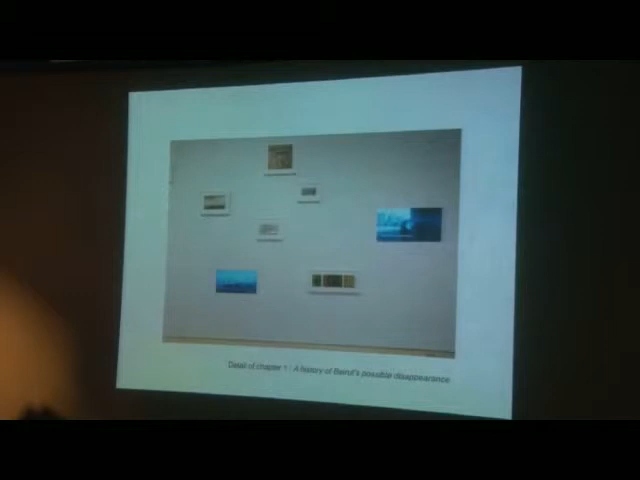 Detail of chapter 1 : A history of Beirut's possible disappearance